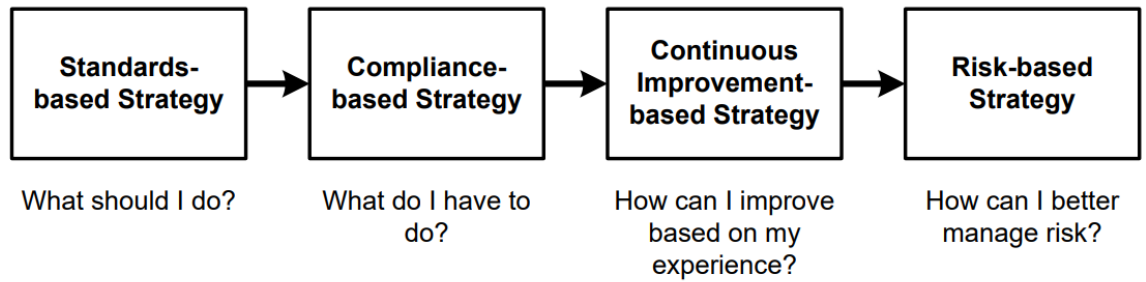 Standards-
based Strategy
Compliance-
based Strategy
Continuous
Improvement-
based Strategy
Risk-based
Strategy
What should I do?
What do I have to
do?
How can I improve
based on my
experience?
How can I better
manage risk?